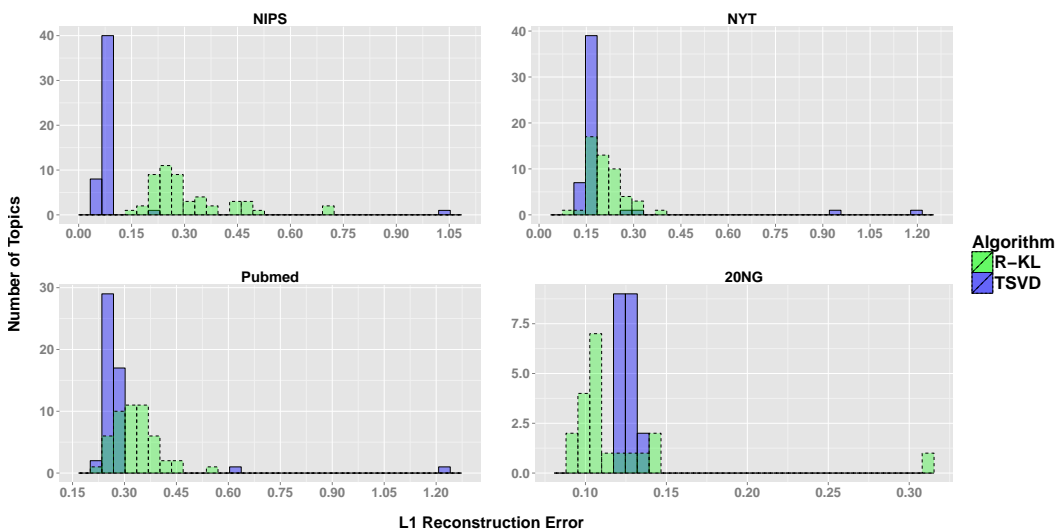 NIPS
NYT
40
30
20
10
0
0.00 0.15 0.30 0.45 0.60 0.75 0.90 1.05
40
30
20
10
0
0.00 0.15 0.30 0.45 0.60 0.75 0.90 1.05 1.20
Number of Topics
Pubmed
20NG
30
20
10
0
0.15 0.30 0.45 0.60 0.75 0.90 1.05 1.20
7.5
5.0
2.5
0.0
0.10 0.15 0.20 0.25 0.30
L1 Reconstruction Error
Algorithm
R−KL
TSVD